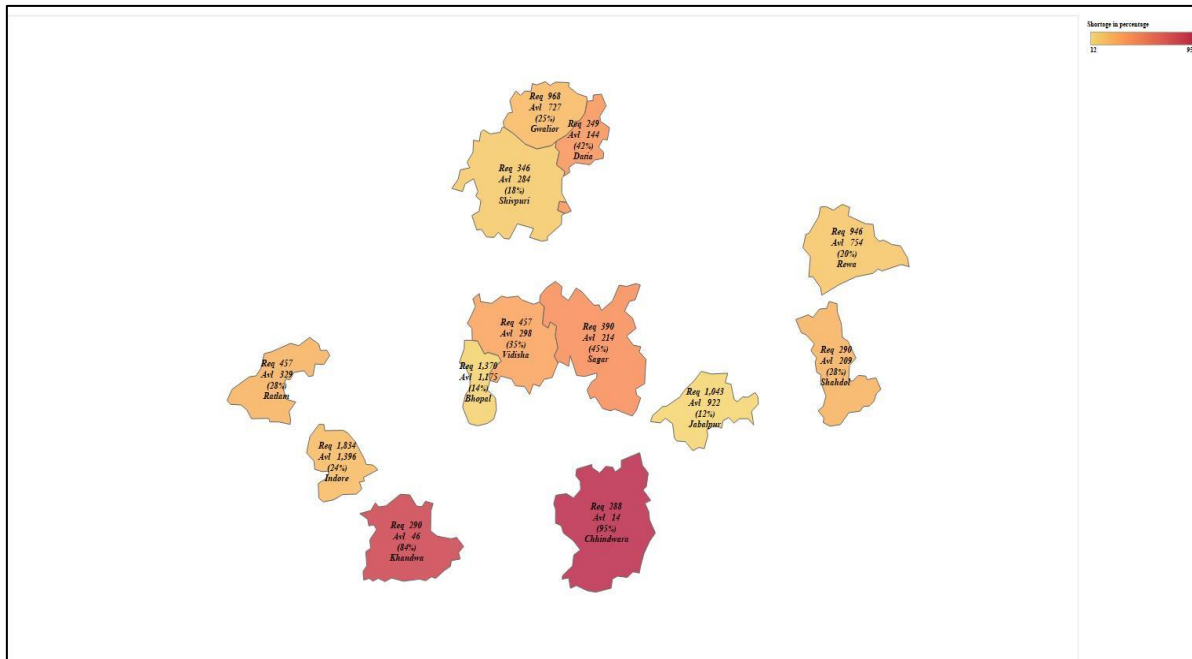 Shortage in percentage
12 95
Req 968
Avl 727
(25%)
Gwalior
Req 249
Avl 144
(42%)
Datia
Req 346
Avl 284
(18%)
Shivpuri
Req 946
Avl 754
(20%)
Rewa
Req 457
Avl 298
(35%)
Vidisha
Req 390
Avl 214
(45%)
Sagar
Req 457
Avl 329
(28%)
Ratlam
Req 1,370
Avl 1,175
(14%)
Bhopal
Req 290
Avl 209
(28%)
Shahdol
Req 1,043
Avl 922
(12%)
Jabalpur
Req 1,834
Avl 1,396
(24%)
Indore
Req 290
Avl 46
(84%)
Khandwa
Req 288
Avl 14
(95%)
Chhindwara